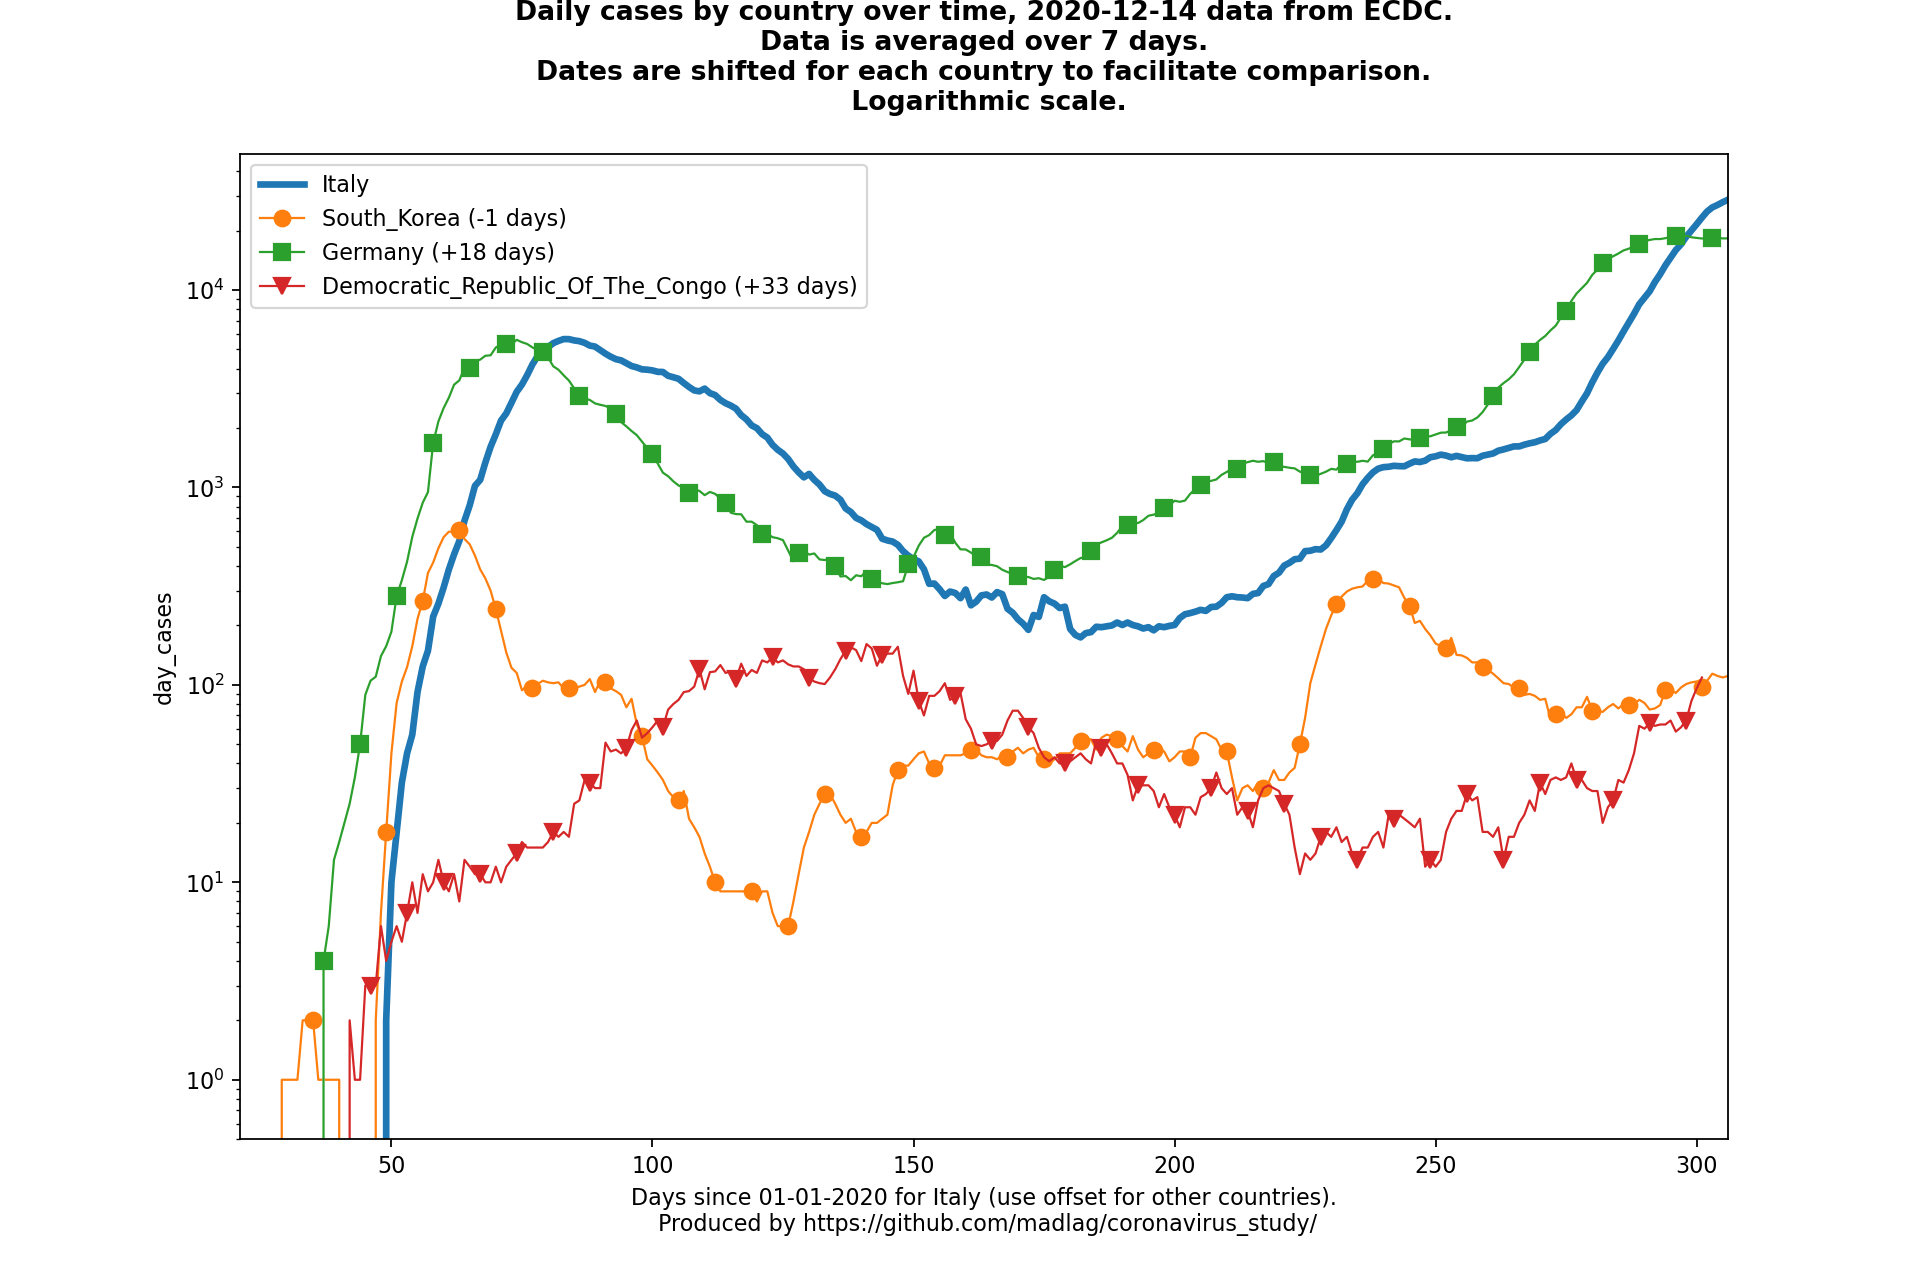 Daily cases by country over time, 2020-12-14 data from ECDC.
Data is averaged over 7 days.
Dates are shifted for each country to facilitate comparison.
Logarithmic scale.
Italy
South_Korea (-1 days)
Germany (+18 days)
Democratic_Republic_Of_The_Congo (+33 days)
day_cases
10⁴
10³
10²
10¹
10⁰
50 100 150 200 250 300
Days since 01-01-2020 for Italy (use offset for other countries).
Produced by https://github.com/madlag/coronavirus_study/